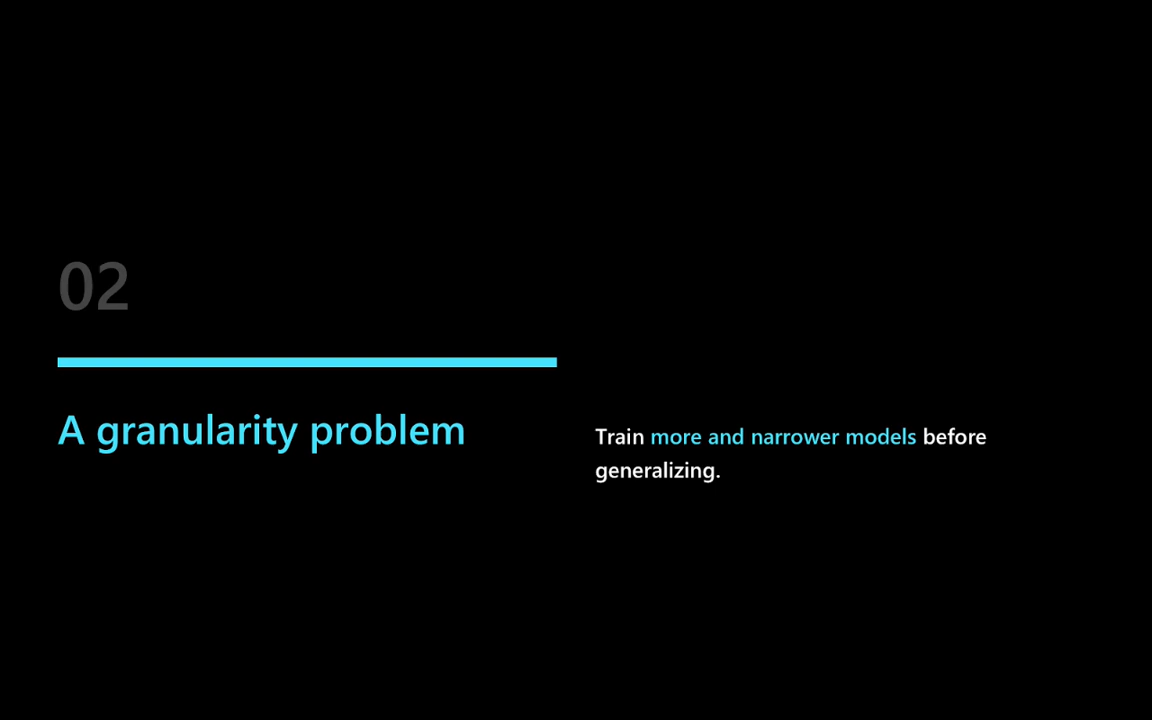 02
A granularity problem
Train more and narrower models before
generalizing.